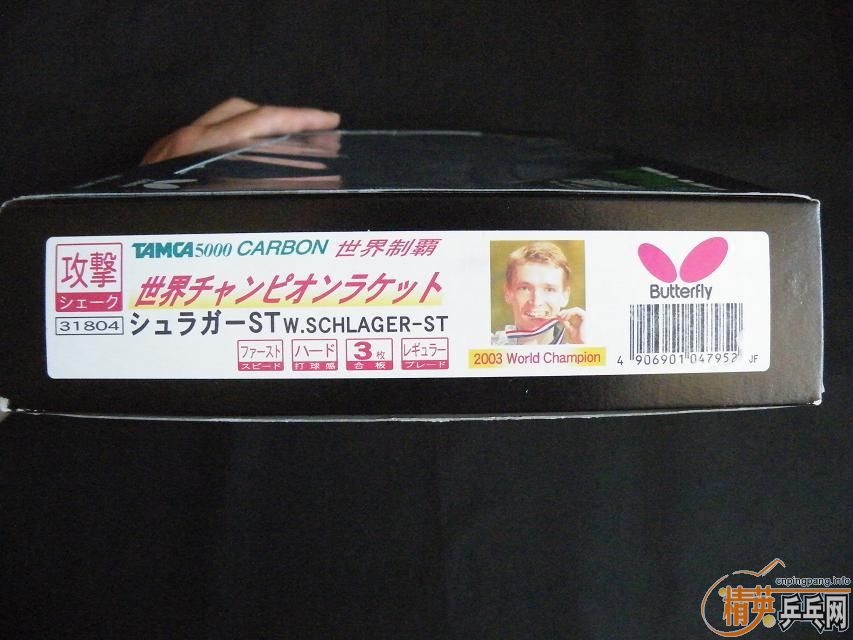 攻撃
シェーク
31804
TAMCA5000 CARBON 世界制覇
世界チャンピオンラケット
シュラガーST W.SCHLAGER-ST
ファースト
スピード
ハード
打球感
3枚
合板
レギュラー
ブレード
2003 World Champion
Butterfly
4 906901 047952 JF
cnpingpang.info
精英乒乓网